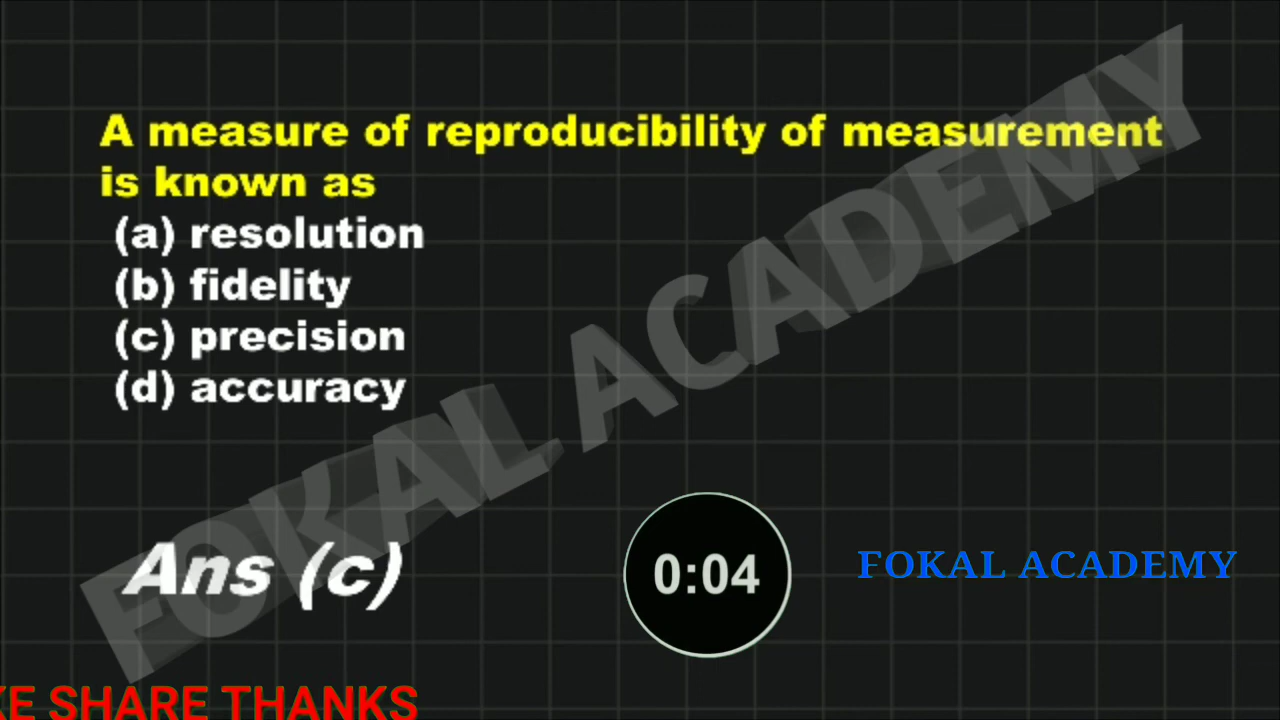 A measure of reproducibility of measurement
is known as
(a) resolution
(b) fidelity
(c) precision
(d) accuracy
FOKAL ACADEMY
Ans (c)
0:04
FOKAL ACADEMY
SHARE THANKS